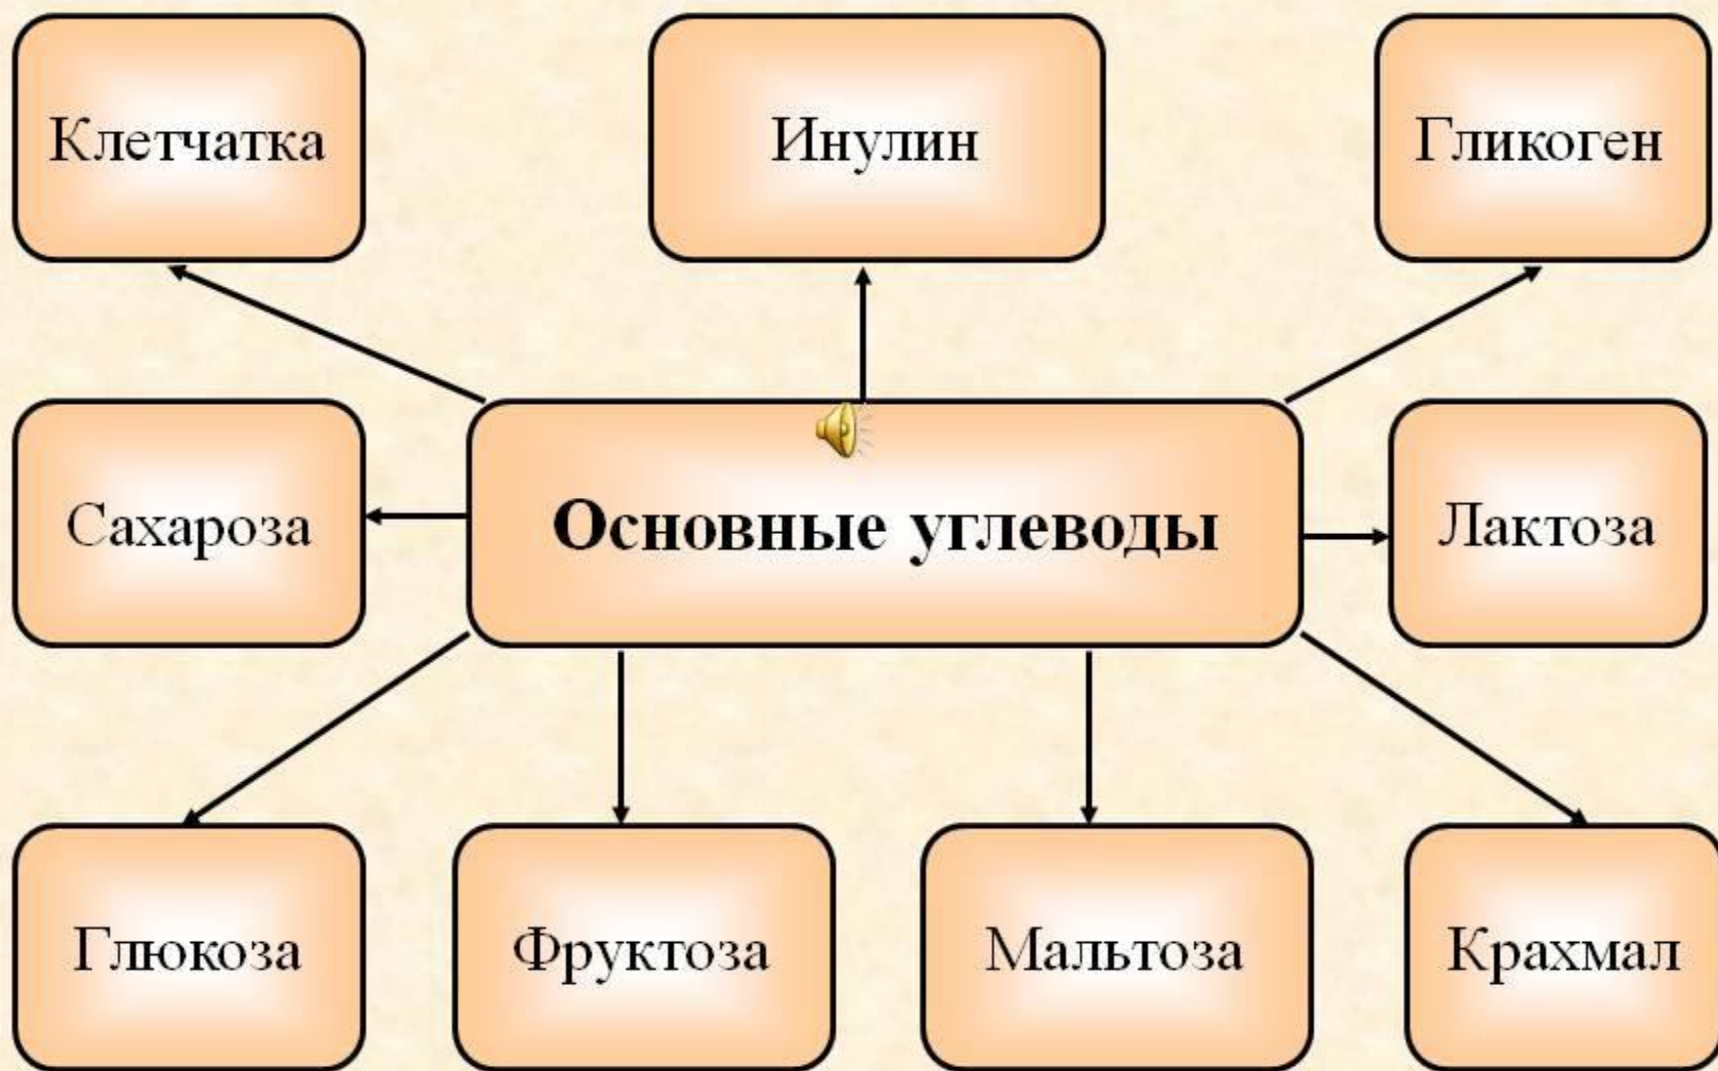 Клетчатка
Инулин
Гликоген
Сахароза
Основные углеводы
Лактоза
Глюкоза
Фруктоза
Мальтоза
Крахмал